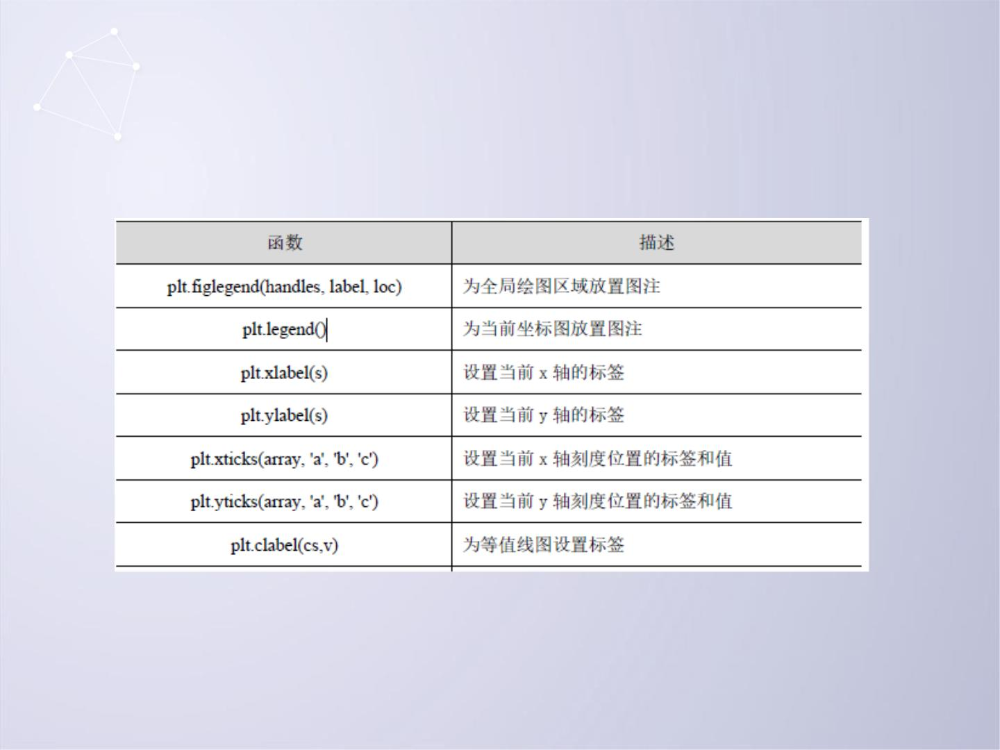 函数 描述
plt.figlegend(handles, label, loc) 为全局绘图区域放置图注
plt.legend() 为当前坐标图放置图注
plt.xlabel(s) 设置当前 x 轴的标签
plt.ylabel(s) 设置当前 y 轴的标签
plt.xticks(array, 'a', 'b', 'c') 设置当前 x 轴刻度位置的标签和值
plt.yticks(array, 'a', 'b', 'c') 设置当前 y 轴刻度位置的标签和值
plt.clabel(cs,v) 为等值线图设置标签